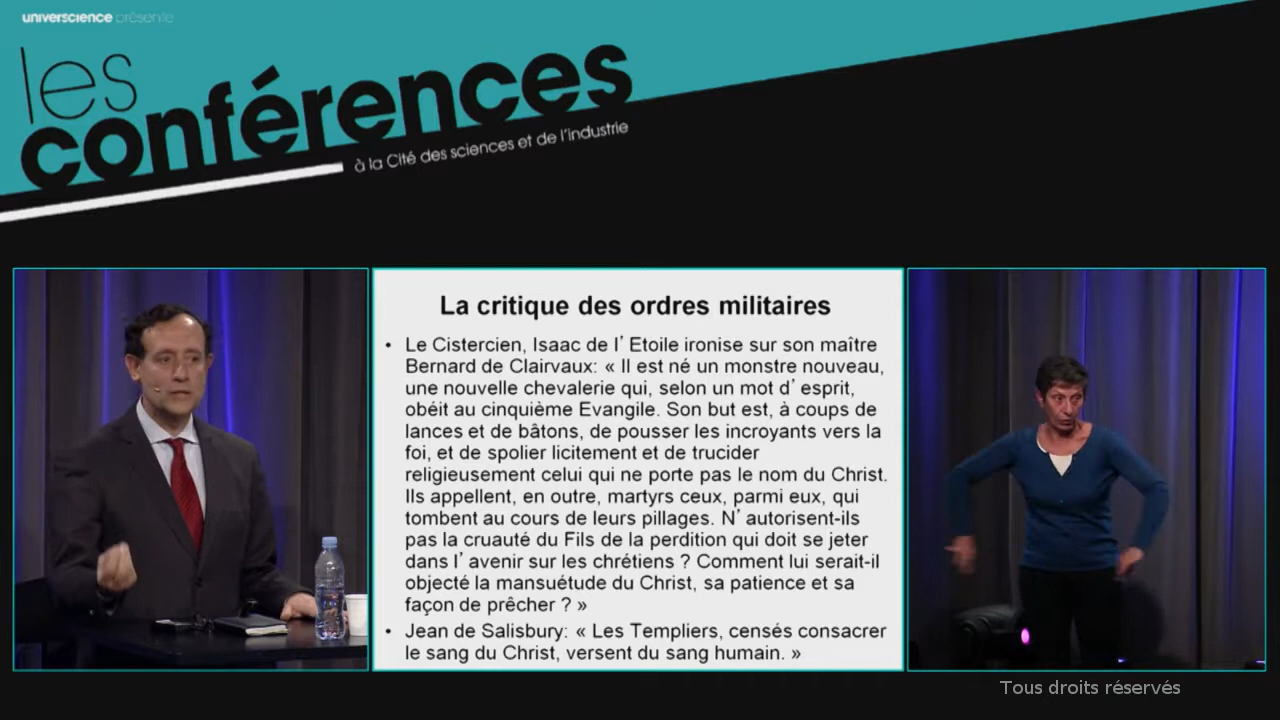 universcience présente
les
conférences
à la Cité des sciences et de l'industrie
La critique des ordres militaires
• Le Cistercien, Isaac de l' Etoile ironise sur son maître
Bernard de Clairvaux: « Il est né un monstre nouveau,
une nouvelle chevalerie qui, selon un mot d' esprit,
obéit au cinquième Evangile. Son but est, à coups de
lances et de bâtons, de pousser les incroyants vers la
foi, et de spolier licitement et de trucider
religieusement celui qui ne porte pas le nom du Christ.
Ils appellent, en outre, martyrs ceux, parmi eux, qui
tombent au cours de leurs pillages. N' autorisent-ils
pas la cruauté du Fils de la perdition qui doit se jeter
dans l' avenir sur les chrétiens ? Comment lui serait-il
objecté la mansuétude du Christ, sa patience et sa
façon de prêcher ? »
• Jean de Salisbury: « Les Templiers, censés consacrer
le sang du Christ, versent du sang humain. »
Tous droits réservés